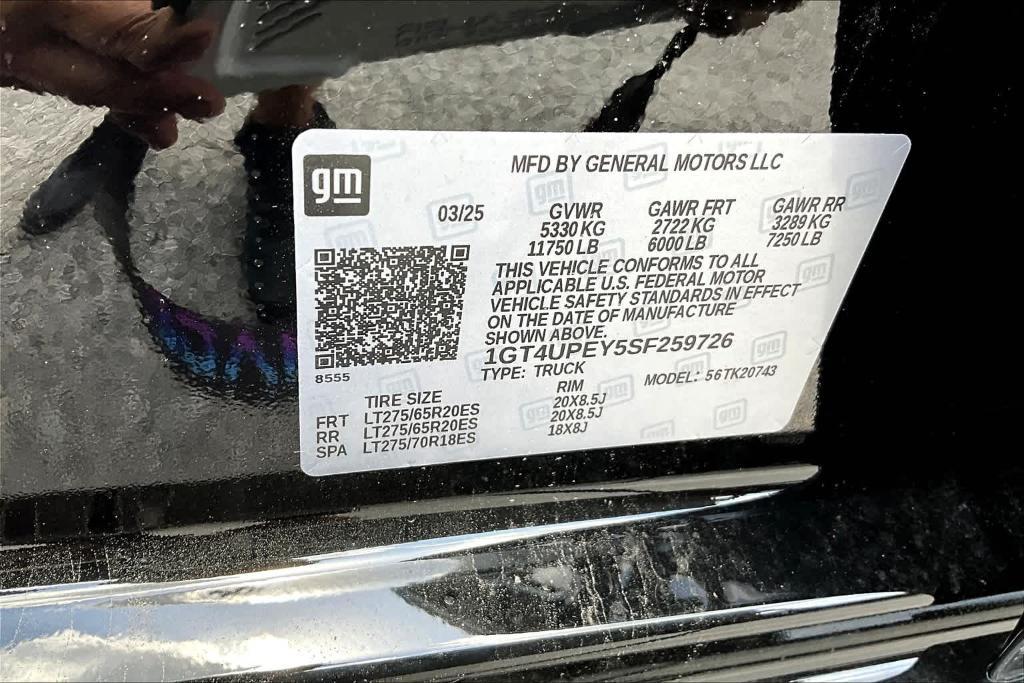 gm
MFD BY GENERAL MOTORS LLC
03/25
GVWR GAWR FRT GAWR RR
5330 KG 2722 KG 3289 KG
11750 LB 6000 LB 7250 LB
THIS VEHICLE CONFORMS TO ALL
APPLICABLE U.S. FEDERAL MOTOR
VEHICLE SAFETY STANDARDS IN EFFECT
ON THE DATE OF MANUFACTURE
SHOWN ABOVE.
1GT4UPEY5SF259726
8555
TYPE: TRUCK
MODEL: 56TK20743
TIRE SIZE RIM
FRT LT275/65R20ES 20X8.5J
RR LT275/65R20ES 20X8.5J
SPA LT275/70R18ES 18X8J